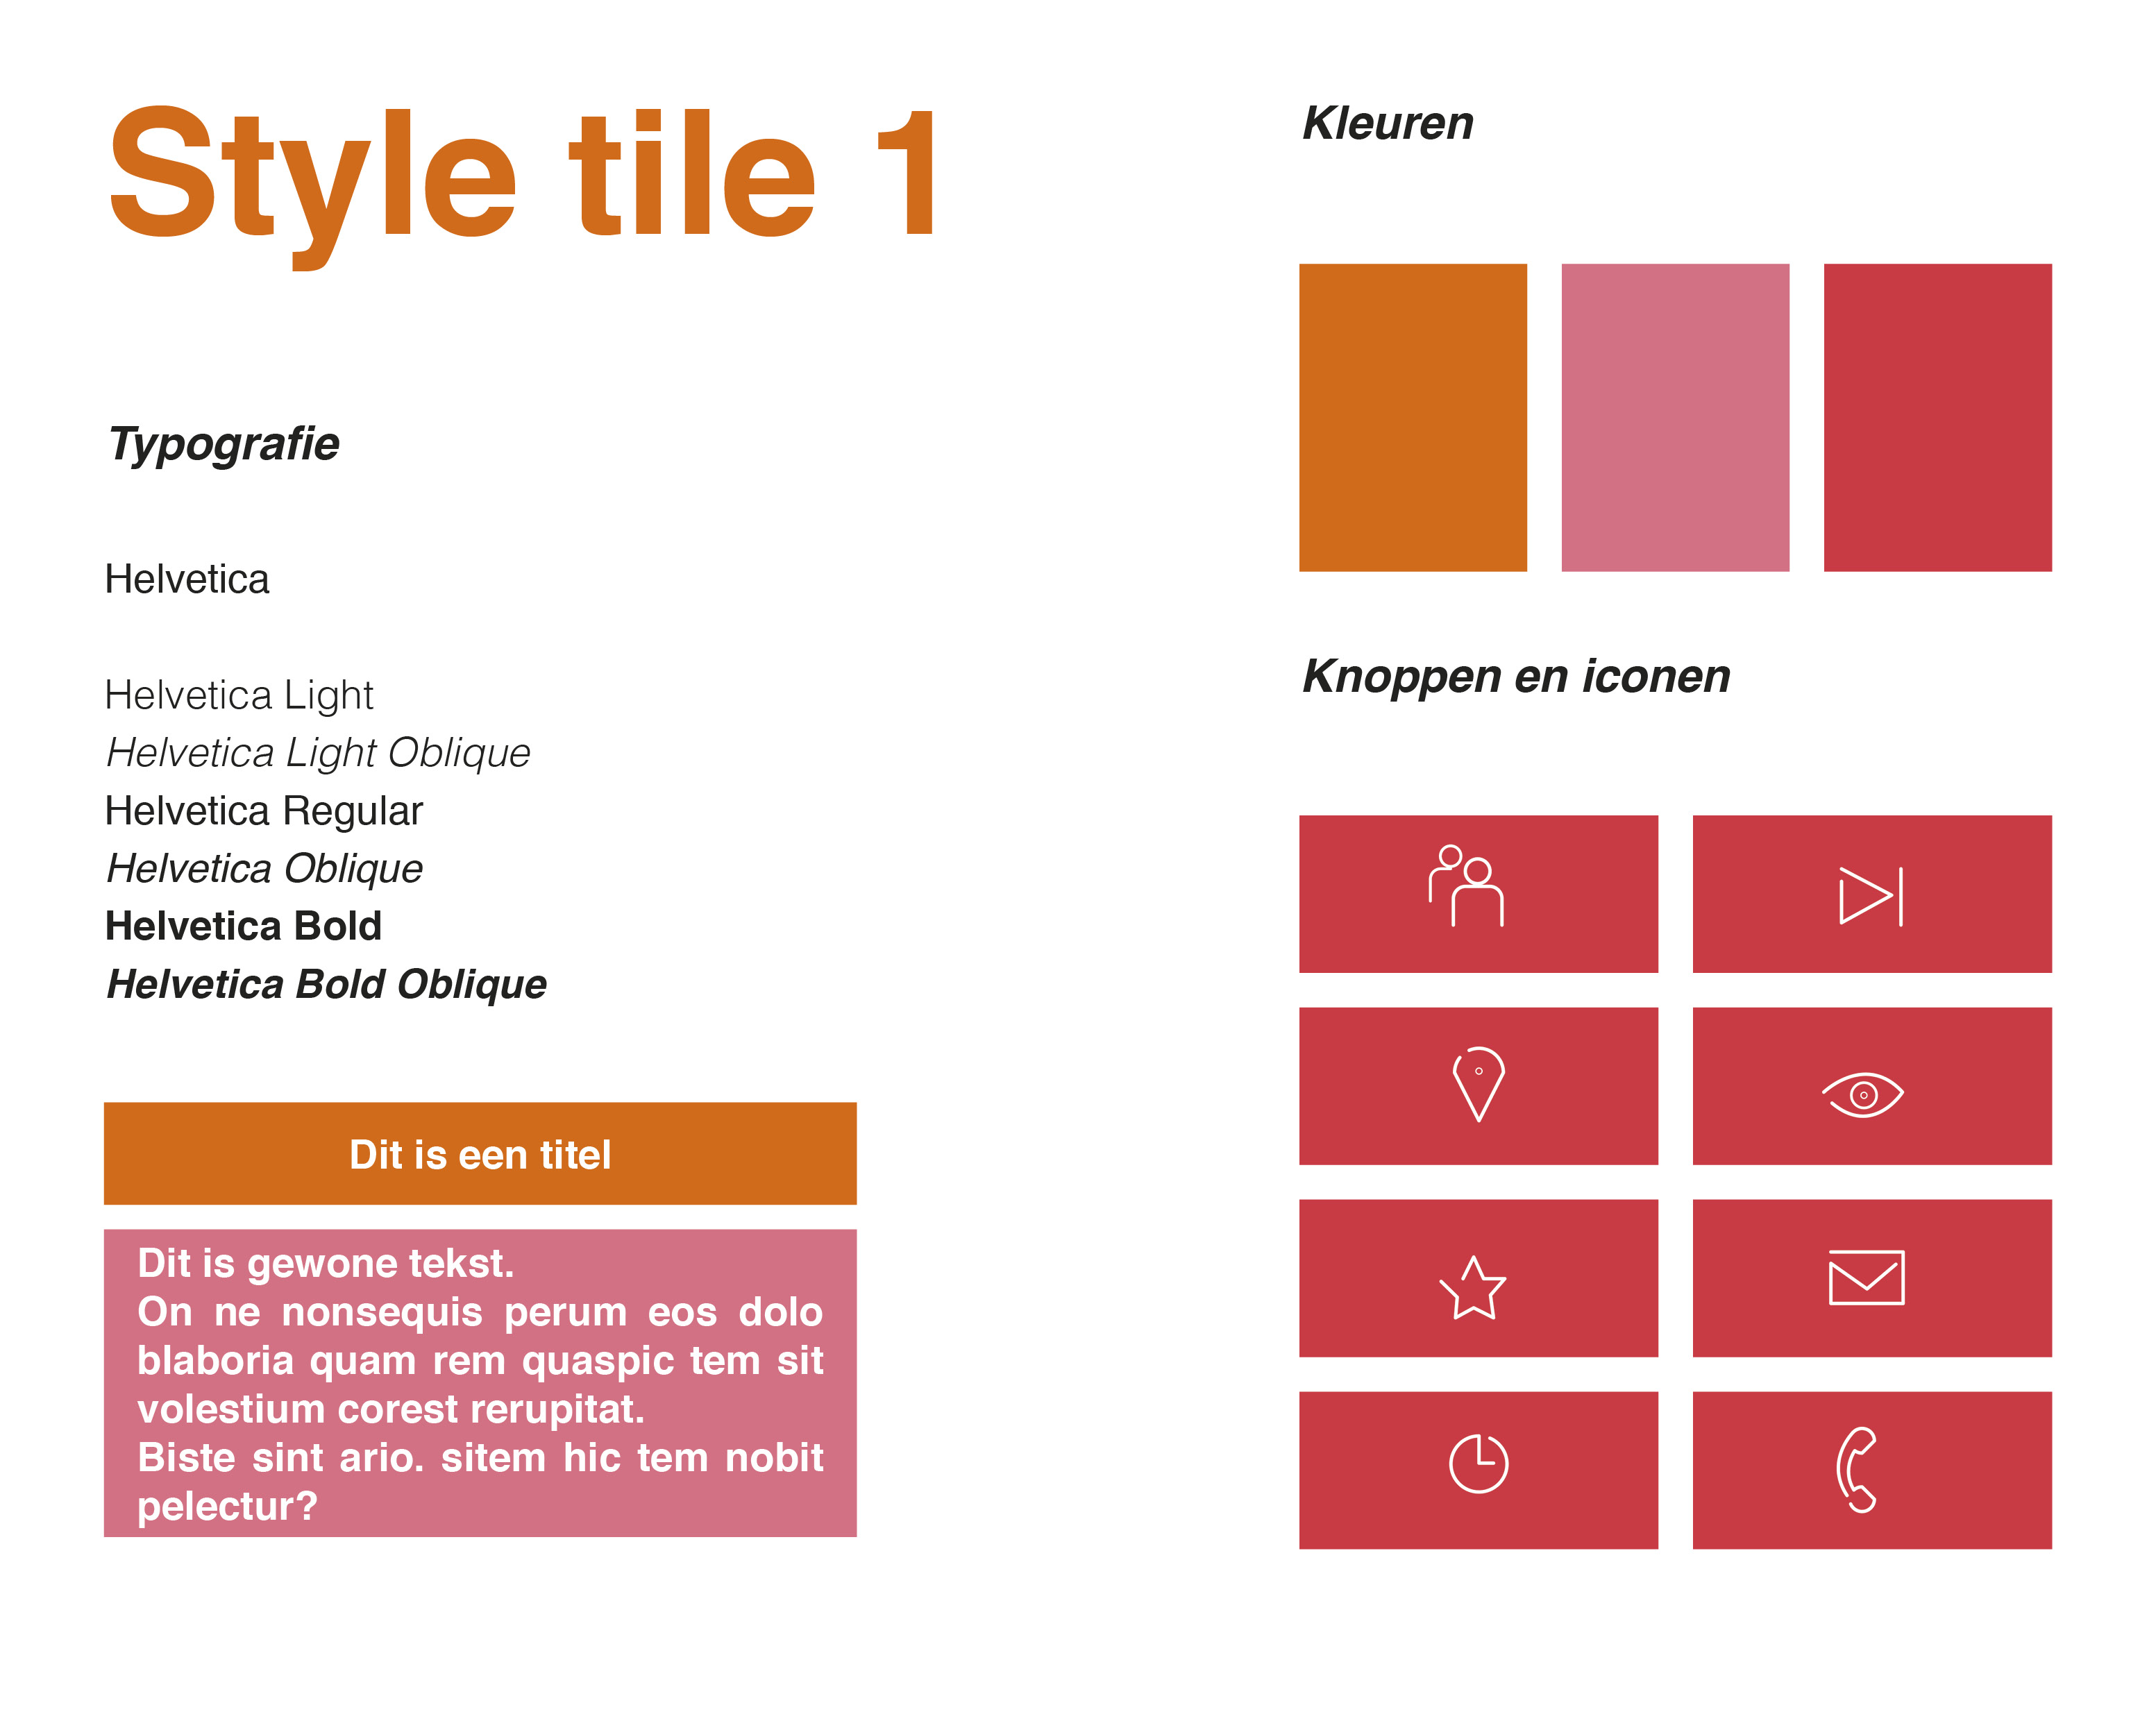 Style tile 1
Typografie
Helvetica
Helvetica Light
Helvetica Light Oblique
Helvetica Regular
Helvetica Oblique
Helvetica Bold
Helvetica Bold Oblique
Dit is een titel
Dit is gewone tekst.
On ne nonsequis perum eos dolo
blaboria quam rem quaspic tem sit
volestium corest rerupitat.
Biste sint ario. sitem hic tem nobit
pelectur?
Kleuren
Knoppen en iconen